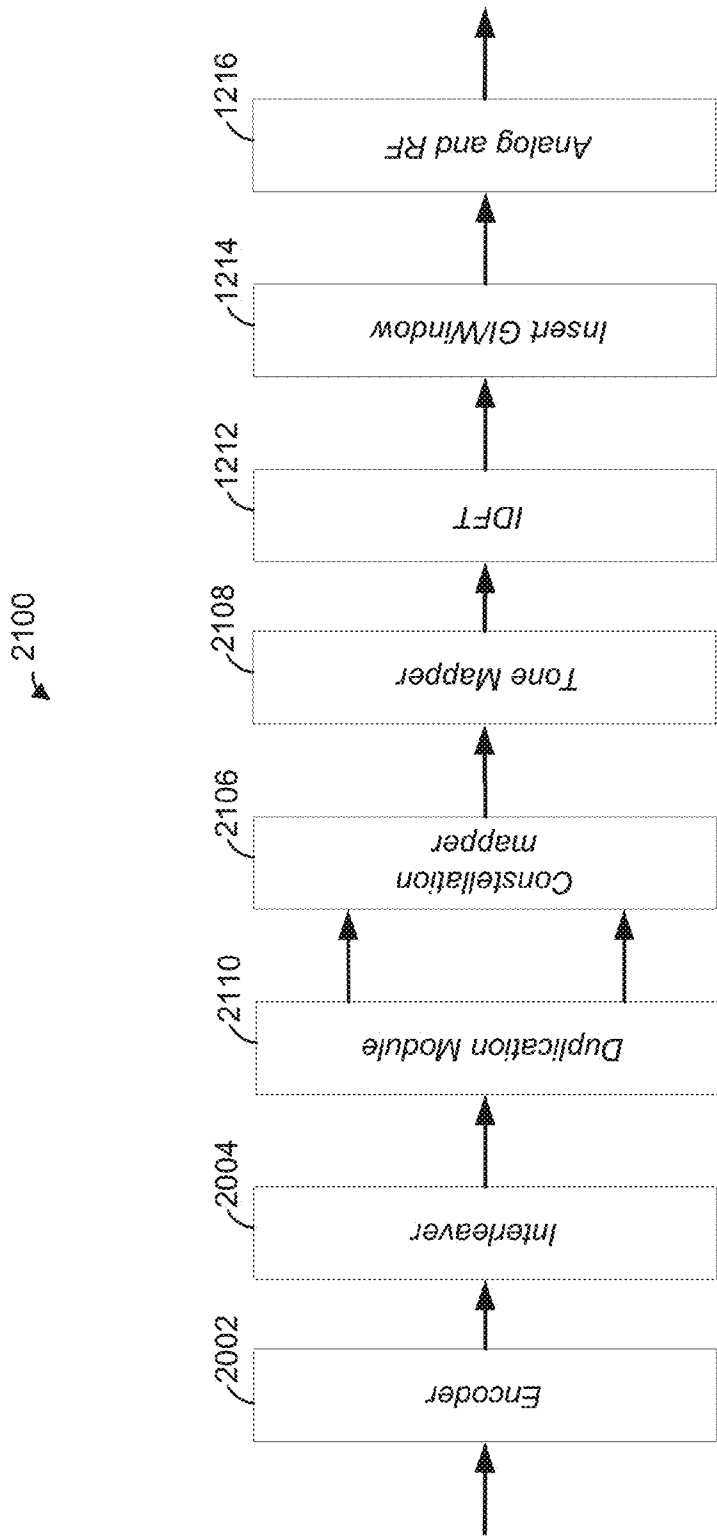 2100
2002
2004
2110
2106
2108
1212
1214
1216
Encoder
Interleaver
Duplication Module
Constellation
mapper
Tone Mapper
IDFT
Insert GI/Window
Analog and RF